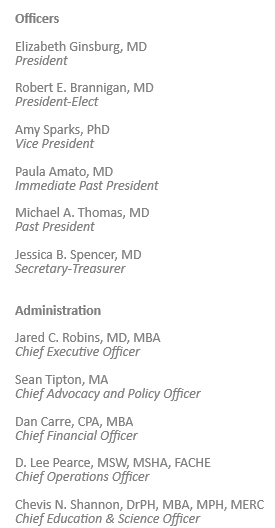 Officers
Elizabeth Ginsburg, MD
President
Robert E. Brannigan, MD
President-Elect
Amy Sparks, PhD
Vice President
Paula Amato, MD
Immediate Past President
Michael A. Thomas, MD
Past President
Jessica B. Spencer, MD
Secretary-Treasurer
Administration
Jared C. Robins, MD, MBA
Chief Executive Officer
Sean Tipton, MA
Chief Advocacy and Policy Officer
Dan Carre, CPA, MBA
Chief Financial Officer
D. Lee Pearce, MSW, MSHA, FACHE
Chief Operations Officer
Chevis N. Shannon, DrPH, MBA, MPH, MERC
Chief Education & Science Officer